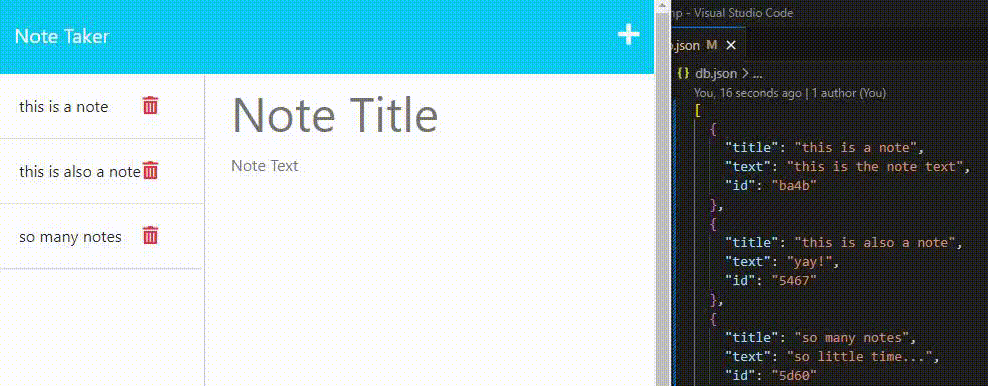 Note Taker
this is a note
this is also a note
so many notes
Note Title
Note Text
- Visual Studio Code
.json M
{} db.json > ...
You, 16 seconds ago | 1 author (You)
[
{
"title": "this is a note",
"text": "this is the note text",
"id": "ba4b"
},
{
"title": "this is also a note",
"text": "yay!",
"id": "5467"
},
{
"title": "so many notes",
"text": "so little time...",
"id": "5d60"